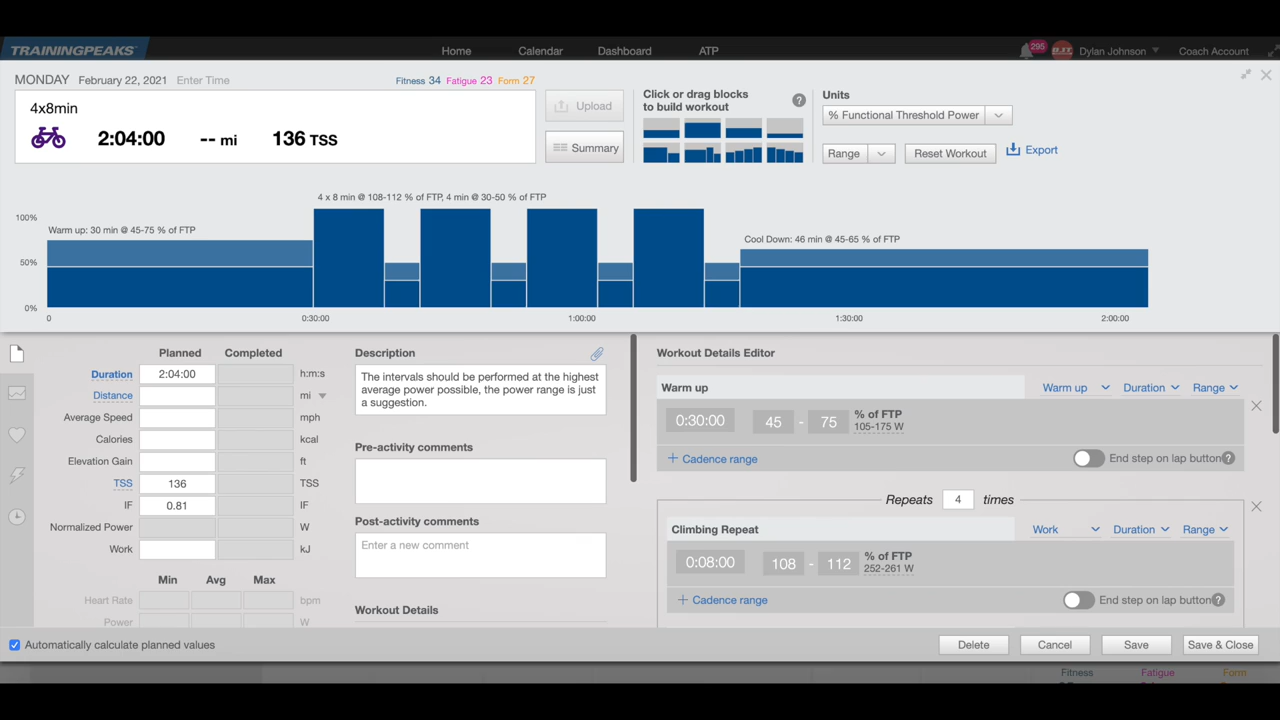 TRAININGPEAKS
Home Calendar Dashboard ATP
295 Dylan Johnson Coach Account
MONDAY February 22, 2021 Enter Time
Fitness 34 Fatigue 23 Form 27
4x8min
2:04:00 -- mi 136 TSS
Upload
Summary
Click or drag blocks
to build workout
?
Units
% Functional Threshold Power
Range
Reset Workout
Export
4 x 8 min @ 108-112 % of FTP, 4 min @ 30-50 % of FTP
Warm up: 30 min @ 45-75 % of FTP
Cool Down: 46 min @ 45-65 % of FTP
100%
50%
0%
0 0:30:00 1:00:00 1:30:00 2:00:00
Planned Completed
Duration 2:04:00 h:m:s
Distance mi
Average Speed mph
Calories kcal
Elevation Gain ft
TSS 136 TSS
IF 0.81 IF
Normalized Power W
Work kJ
Min Avg Max
Heart Rate bpm
Power W
Description
The intervals should be performed at the highest
average power possible, the power range is just
a suggestion.
Pre-activity comments
Post-activity comments
Enter a new comment
Workout Details
Workout Details Editor
Warm up Warm up Duration Range
0:30:00 45 - 75 % of FTP
105-175 W
+ Cadence range End step on lap button ?
Repeats 4 times
Climbing Repeat Work Duration Range
0:08:00 108 - 112 % of FTP
252-261 W
+ Cadence range End step on lap button ?
Automatically calculate planned values
Delete Cancel Save Save & Close
Fitness Fatigue Form